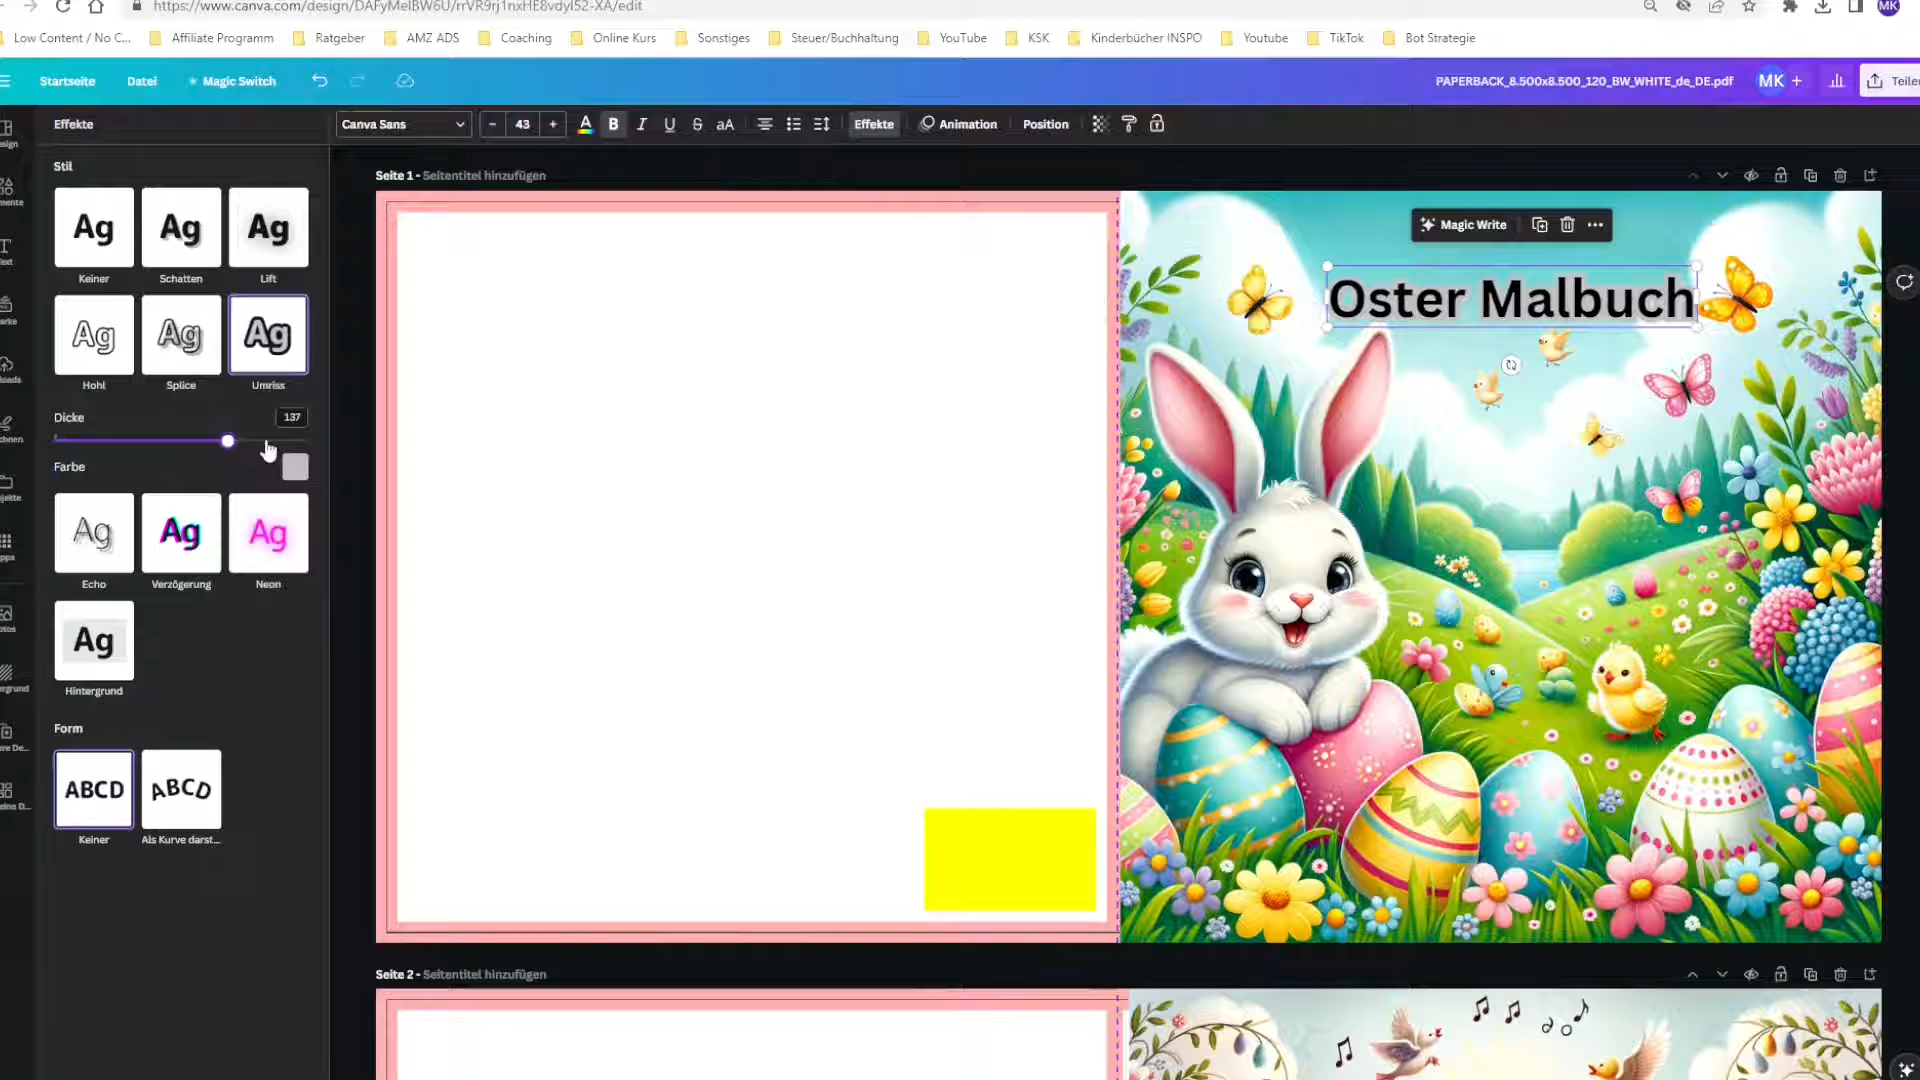 https://www.canva.com/design/DAFyMelBW6U/rrVR9rj1nxHE8vdyI52-XA/edit
MK
Low Content / No C...
Affiliate Programm
Ratgeber
AMZ ADS
Coaching
Online Kurs
Sonstiges
Steuer/Buchhaltung
YouTube
KSK
Kinderbücher INSPO
Youtube
TikTok
Bot Strategie
Startseite
Datei
Magic Switch
PAPERBACK_8.500x8.500_120_BW_WHITE_de_DE.pdf
MK
Teilen
Effekte
Canva Sans
43
A
B
I
U
S
aA
Effekte
Animation
Position
Stil
Ag
Ag
Ag
Keiner
Schatten
Lift
Ag
Ag
Ag
Hohl
Splice
Umriss
Dicke
137
Farbe
Ag
Ag
Ag
Echo
Verzögerung
Neon
Ag
Hintergrund
Form
ABCD
ABCD
Keiner
Als Kurve darst...
Seite 1 - Seitentitel hinzufügen
Magic Write
Oster Malbuch
Seite 2 - Seitentitel hinzufügen